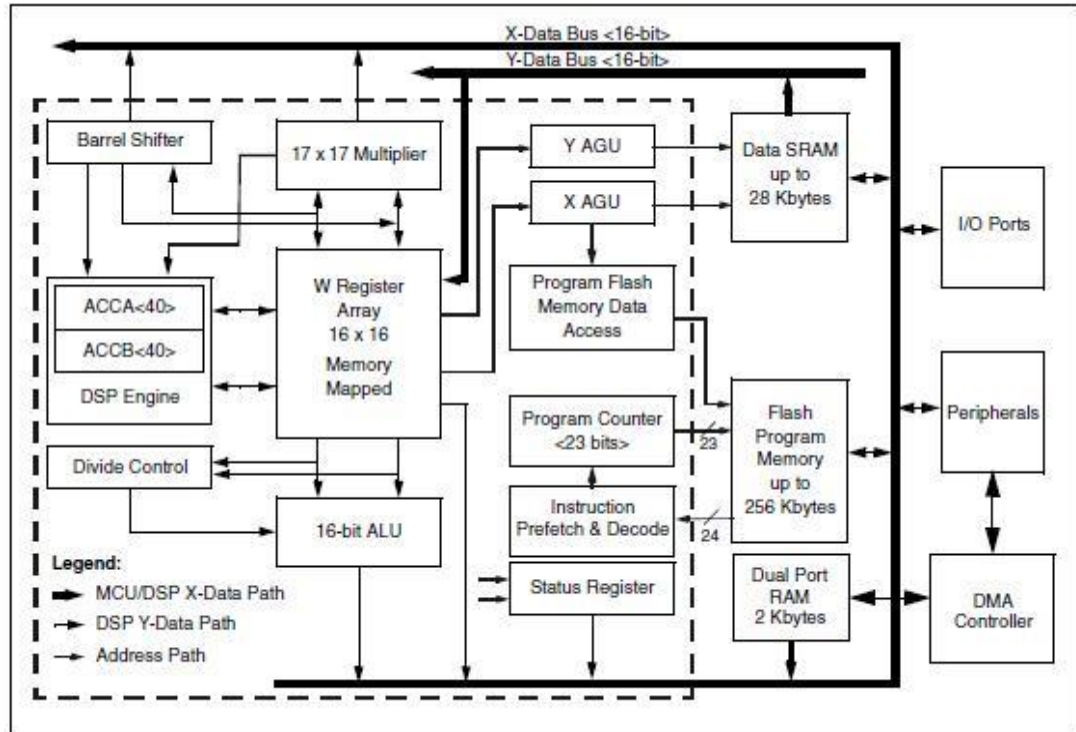 X-Data Bus <16-bit>
Y-Data Bus <16-bit>
Barrel Shifter
17 x 17 Multiplier
Y AGU
X AGU
Data SRAM
up to
28 Kbytes
I/O Ports
ACCA<40>
ACCB<40>
DSP Engine
W Register
Array
16 x 16
Memory
Mapped
Program Flash
Memory Data
Access
Program Counter
<23 bits>
23
Flash
Program
Memory
up to
256 Kbytes
Peripherals
Divide Control
16-bit ALU
Instruction
Prefetch & Decode
24
Status Register
Dual Port
RAM
2 Kbytes
DMA
Controller
Legend:
MCU/DSP X-Data Path
DSP Y-Data Path
Address Path